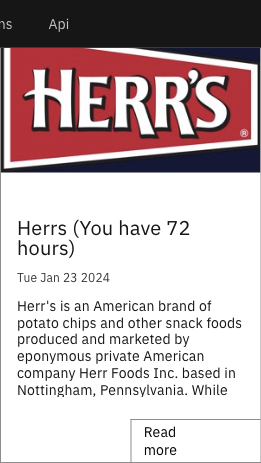 ns Api
HERR'S®
Herrs (You have 72
hours)
Tue Jan 23 2024
Herr's is an American brand of
potato chips and other snack foods
produced and marketed by
eponymous private American
company Herr Foods Inc. based in
Nottingham, Pennsylvania. While
Read
more